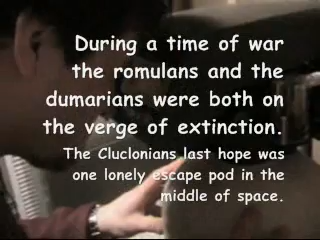 During a time of war
the romulans and the
dumarians were both on
the verge of extinction.
The Cluclonians last hope was
one lonely escape pod in the
middle of space.